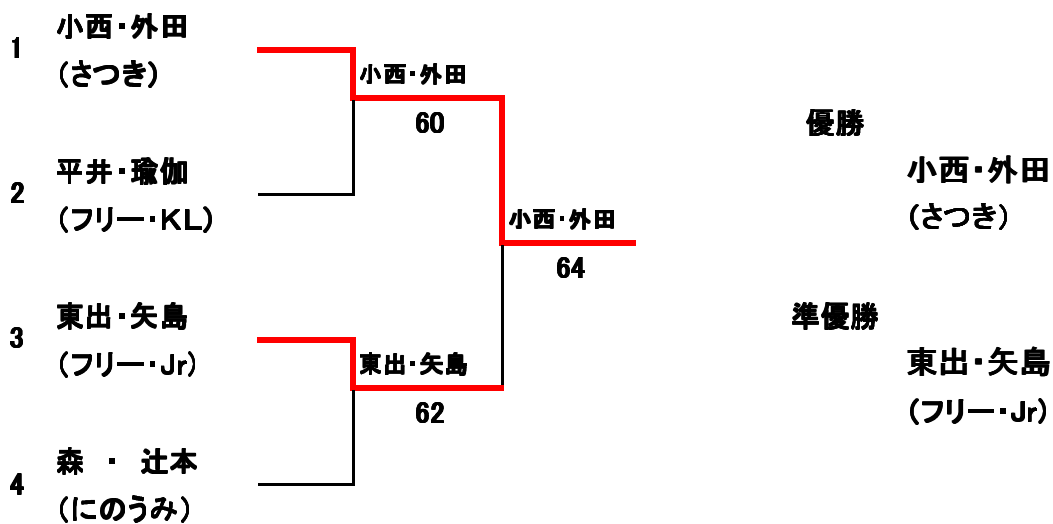 1
小西・外田
(さつき)
小西・外田
60
2
平井・瑜伽
(フリー・KL)
小西・外田
64
3
東出・矢島
(フリー・Jr)
東出・矢島
62
4
森 ・ 辻本
(にのうみ)
優勝
小西・外田
(さつき)
準優勝
東出・矢島
(フリー・Jr)